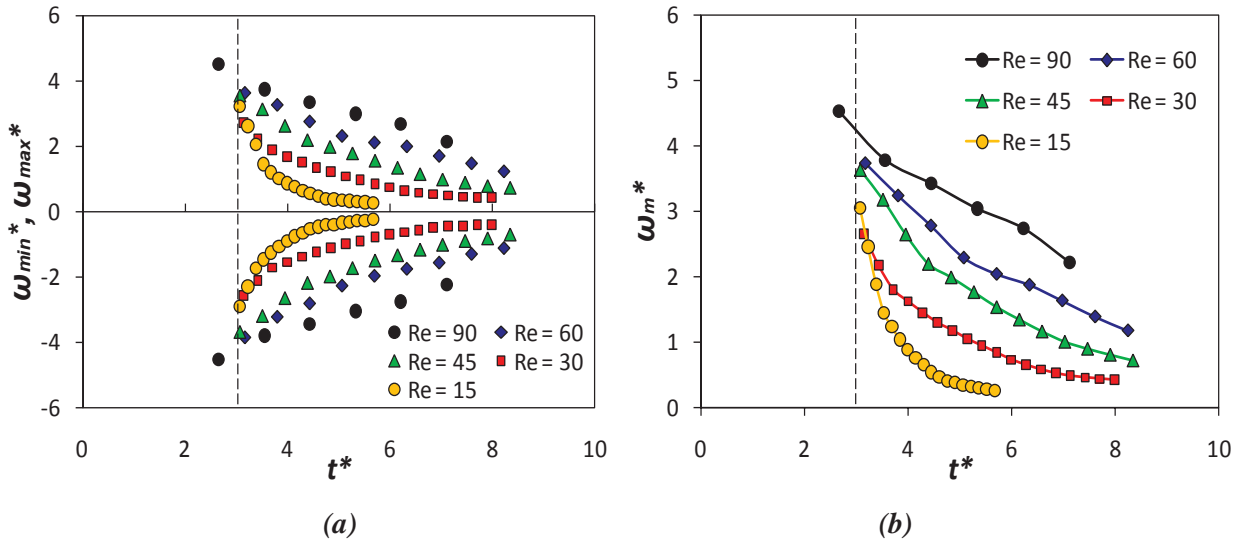 6
4
2
0
-2
-4
-6
ωmin*, ωmax*
Re = 90 Re = 60
Re = 45 Re = 30
Re = 15
0 2 4 6 8 10
t*
(a)
6
5
4
3
2
1
0
ωm*
Re = 90 Re = 60
Re = 45 Re = 30
Re = 15
0 2 4 6 8 10
t*
(b)